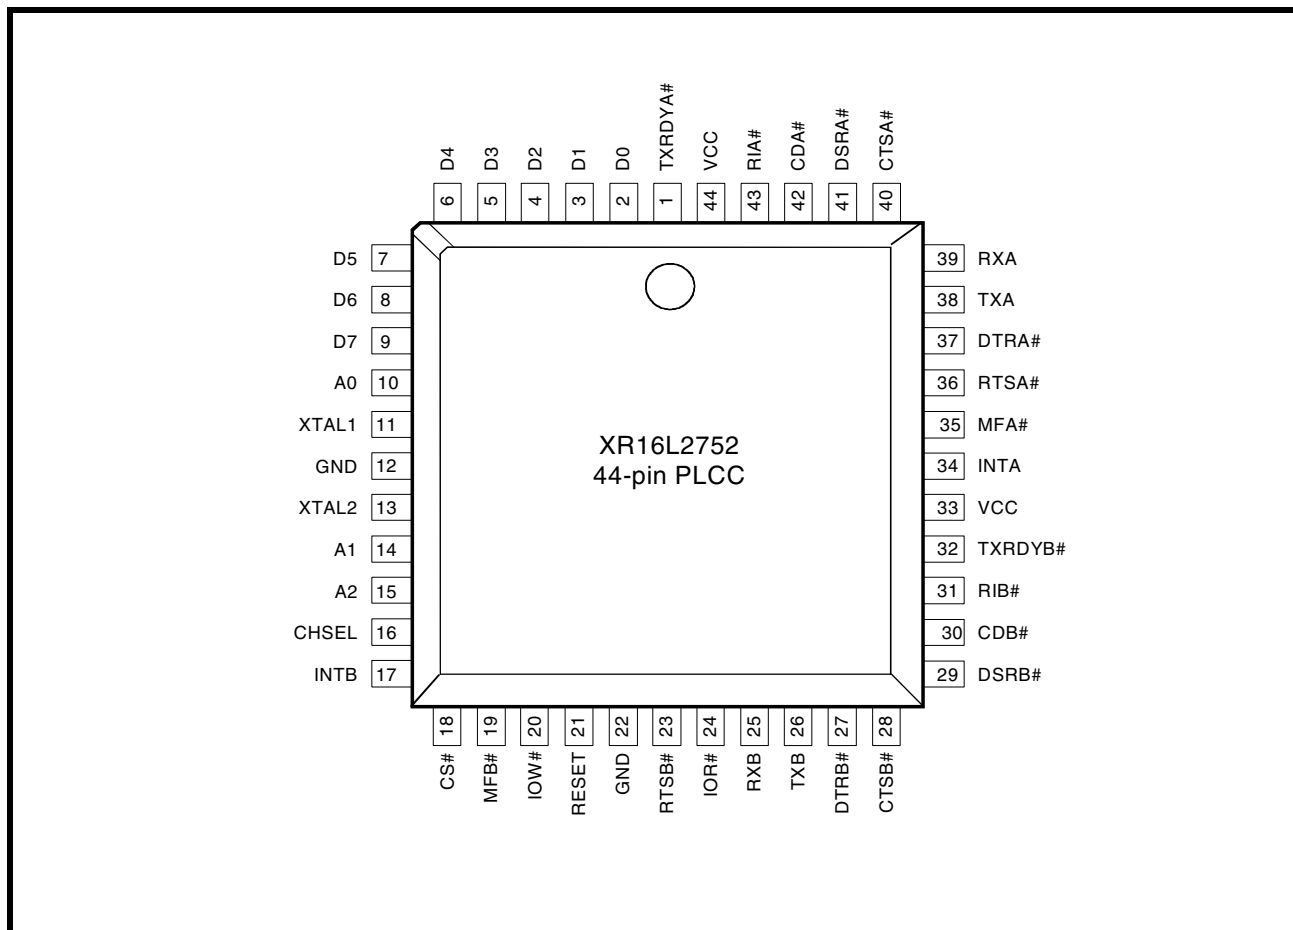 D4 D3 D2 D1 D0 TXRDYA# VCC RIA# CDA# DSRA# CTSA#
6 5 4 3 2 1 44 43 42 41 40
D5 7 39 RXA
D6 8 38 TXA
D7 9 37 DTRA#
A0 10 36 RTSA#
XTAL1 11 35 MFA#
XR16L2752
GND 12 34 INTA
44-pin PLCC
XTAL2 13 33 VCC
A1 14 32 TXRDYB#
A2 15 31 RIB#
CHSEL 16 30 CDB#
INTB 17 29 DSRB#
18 19 20 21 22 23 24 25 26 27 28
CS# MFB# IOW# RESET GND RTSB# IOR# RXB TXB DTRB# CTSB#